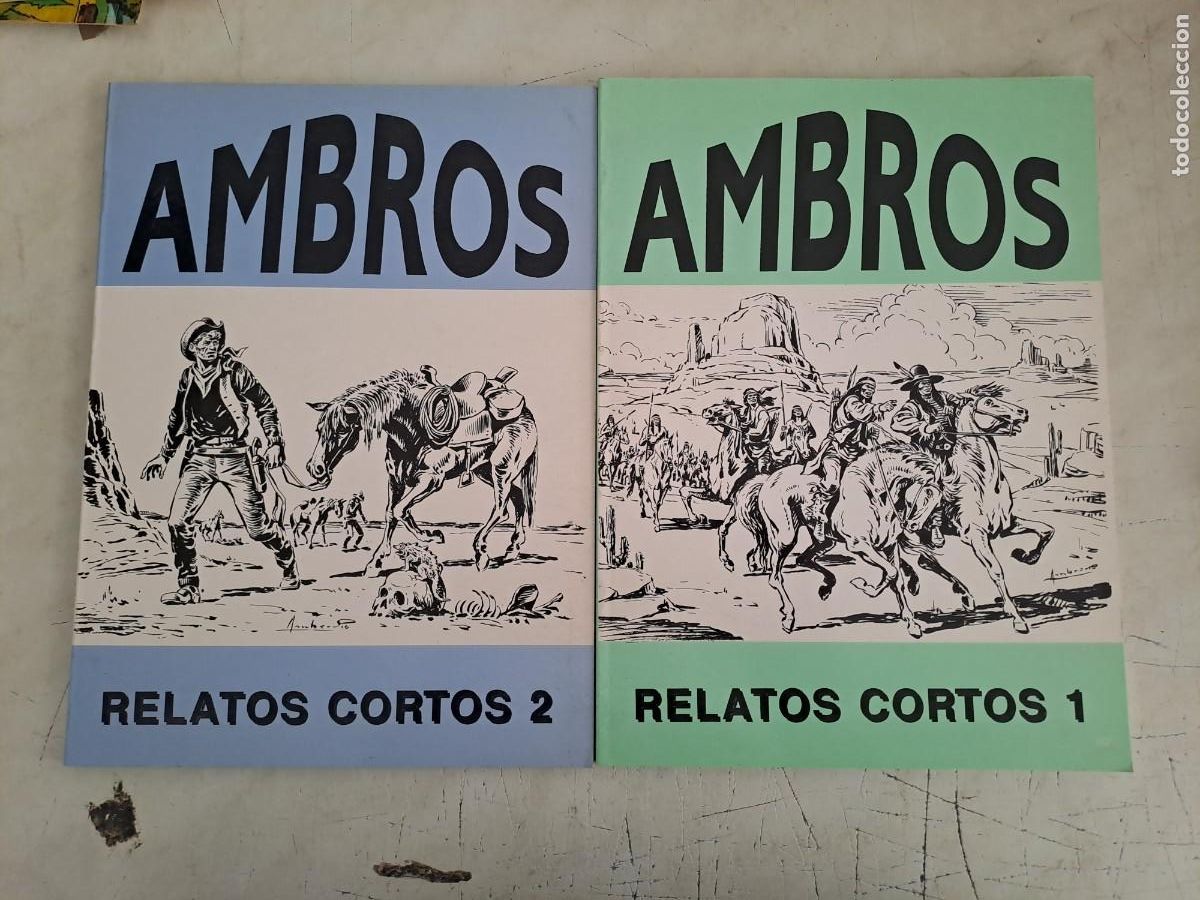 AMBROS
RELATOS CORTOS 2
AMBROS
RELATOS CORTOS 1
todocoleccion